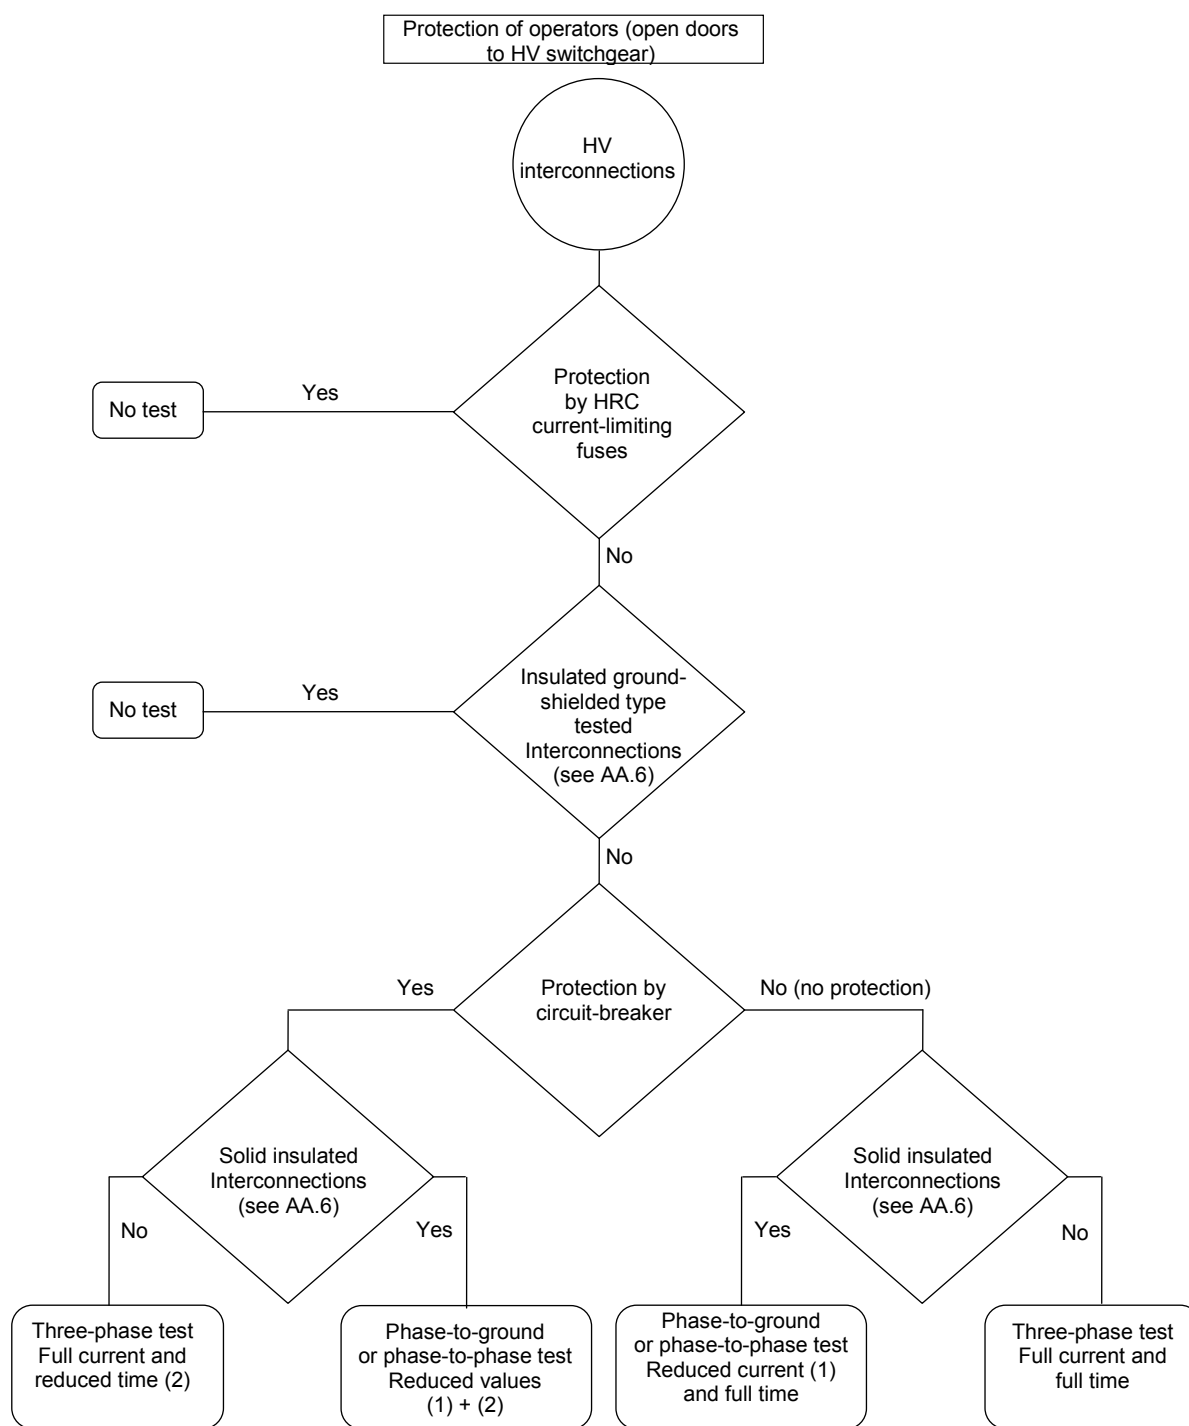 Protection of operators (open doors
to HV switchgear)
HV
interconnections
Protection
by HRC
current-limiting
fuses
Yes
No test
No
Insulated ground-
shielded type
tested
Interconnections
(see AA.6)
Yes
No test
No
Protection by
circuit-breaker
Yes
No (no protection)
Solid insulated
Interconnections
(see AA.6)
No
Yes
Solid insulated
Interconnections
(see AA.6)
Yes
No
Three-phase test
Full current and
reduced time (2)
Phase-to-ground
or phase-to-phase test
Reduced values
(1) + (2)
Phase-to-ground
or phase-to-phase test
Reduced current (1)
and full time
Three-phase test
Full current and
full time